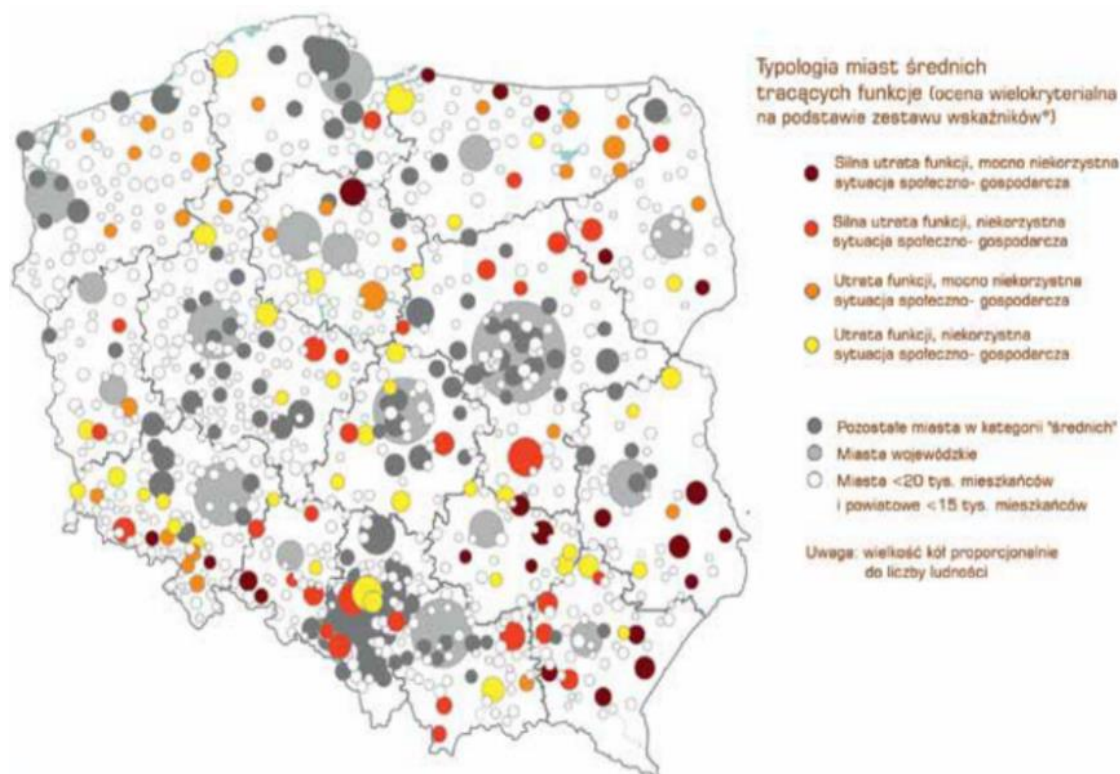 Typologia miast średnich
tracących funkcje (ocena wielokryterialna
na podstawie zestawu wskaźników*)
Silna utrata funkcji, mocno niekorzystna
sytuacja społeczno- gospodarcza
Silna utrata funkcji, niekorzystna
sytuacja społeczno- gospodarcza
Utrata funkcji, mocno niekorzystna
sytuacja społeczno- gospodarcza
Utrata funkcji, niekorzystna
sytuacja społeczno- gospodarcza
Pozostałe miasta w kategorii "średnich"
Miasta wojewódzkie
Miasta <20 tys. mieszkańców
i powiatowe <15 tys. mieszkańców
Uwaga: wielkość kół proporcjonalnie
do liczby ludności